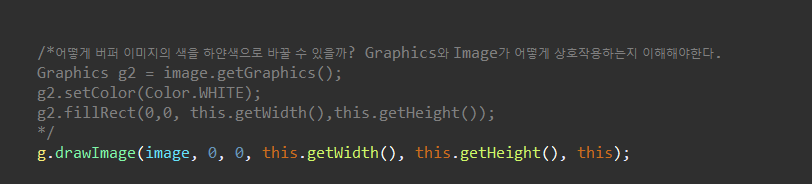 /*어떻게 버퍼 이미지의 색을 하얀색으로 바꿀 수 있을까? Graphics와 Image가 어떻게 상호작용하는지 이해해야한다.
Graphics g2 = image.getGraphics();
g2.setColor(Color.WHITE);
g2.fillRect(0,0, this.getWidth(),this.getHeight());
*/
g.drawImage(image, 0, 0, this.getWidth(), this.getHeight(), this);